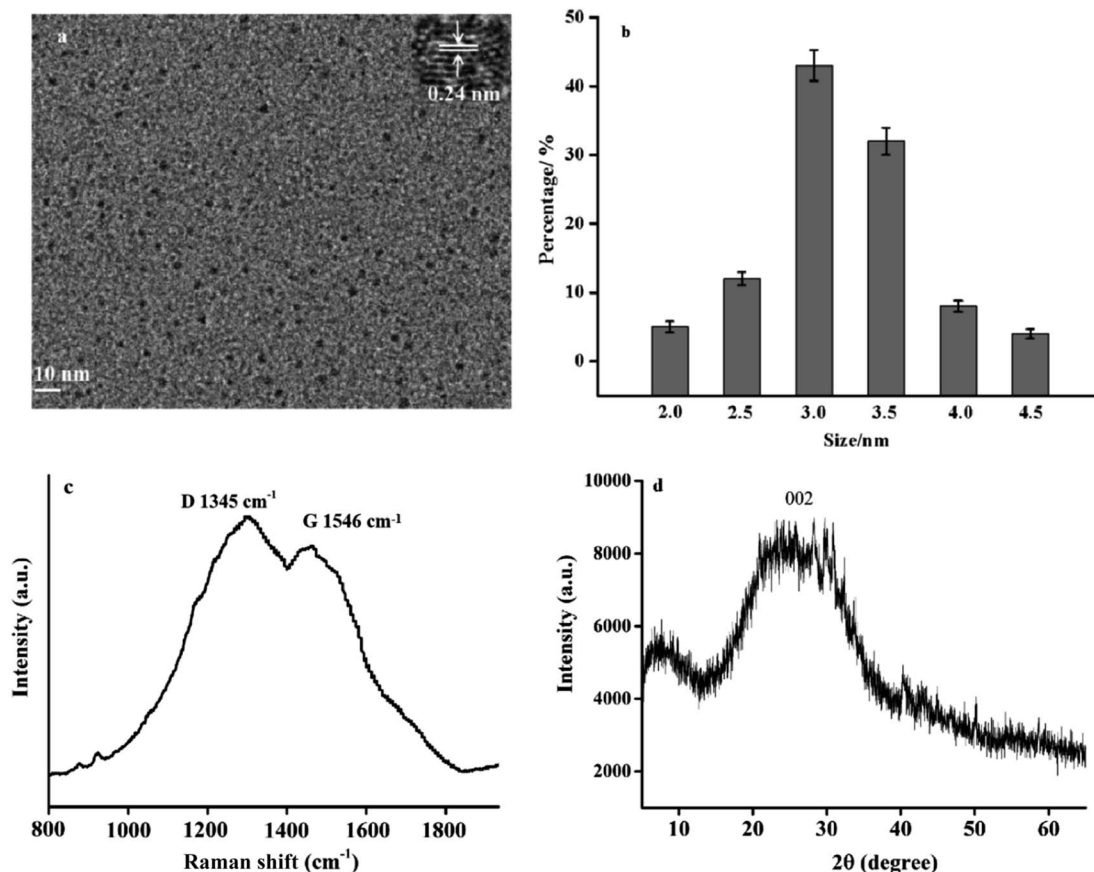 a
0.24 nm
10 nm
b
Percentage/ %
50
40
30
20
10
0
2.0 2.5 3.0 3.5 4.0 4.5
Size/nm
c
D 1345 cm⁻¹
G 1546 cm⁻¹
Intensity (a.u.)
800 1000 1200 1400 1600 1800
Raman shift (cm⁻¹)
d
002
Intensity (a.u.)
10000
8000
6000
4000
2000
10 20 30 40 50 60
2θ (degree)